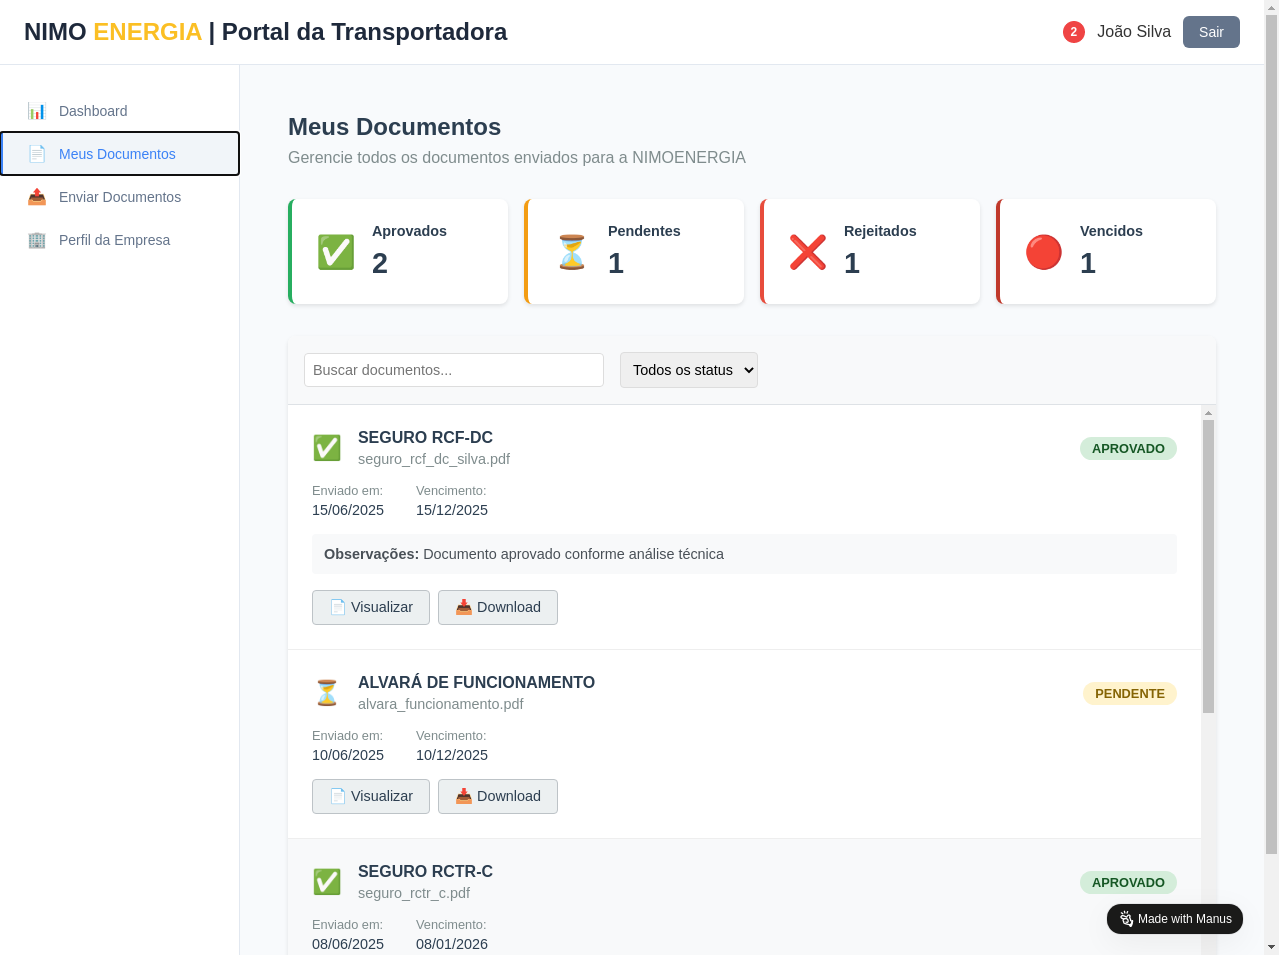 NIMO ENERGIA | Portal da Transportadora
2 João Silva Sair
Dashboard
Meus Documentos
Enviar Documentos
Perfil da Empresa
Meus Documentos
Gerencie todos os documentos enviados para a NIMOENERGIA
Aprovados
2
Pendentes
1
Rejeitados
1
Vencidos
1
Buscar documentos...
Todos os status
SEGURO RCF-DC
seguro_rcf_dc_silva.pdf
APROVADO
Enviado em: Vencimento:
15/06/2025 15/12/2025
Observações: Documento aprovado conforme análise técnica
Visualizar Download
ALVARÁ DE FUNCIONAMENTO
alvara_funcionamento.pdf
PENDENTE
Enviado em: Vencimento:
10/06/2025 10/12/2025
Visualizar Download
SEGURO RCTR-C
seguro_rctr_c.pdf
APROVADO
Enviado em: Vencimento:
08/06/2025 08/01/2026
Made with Manus